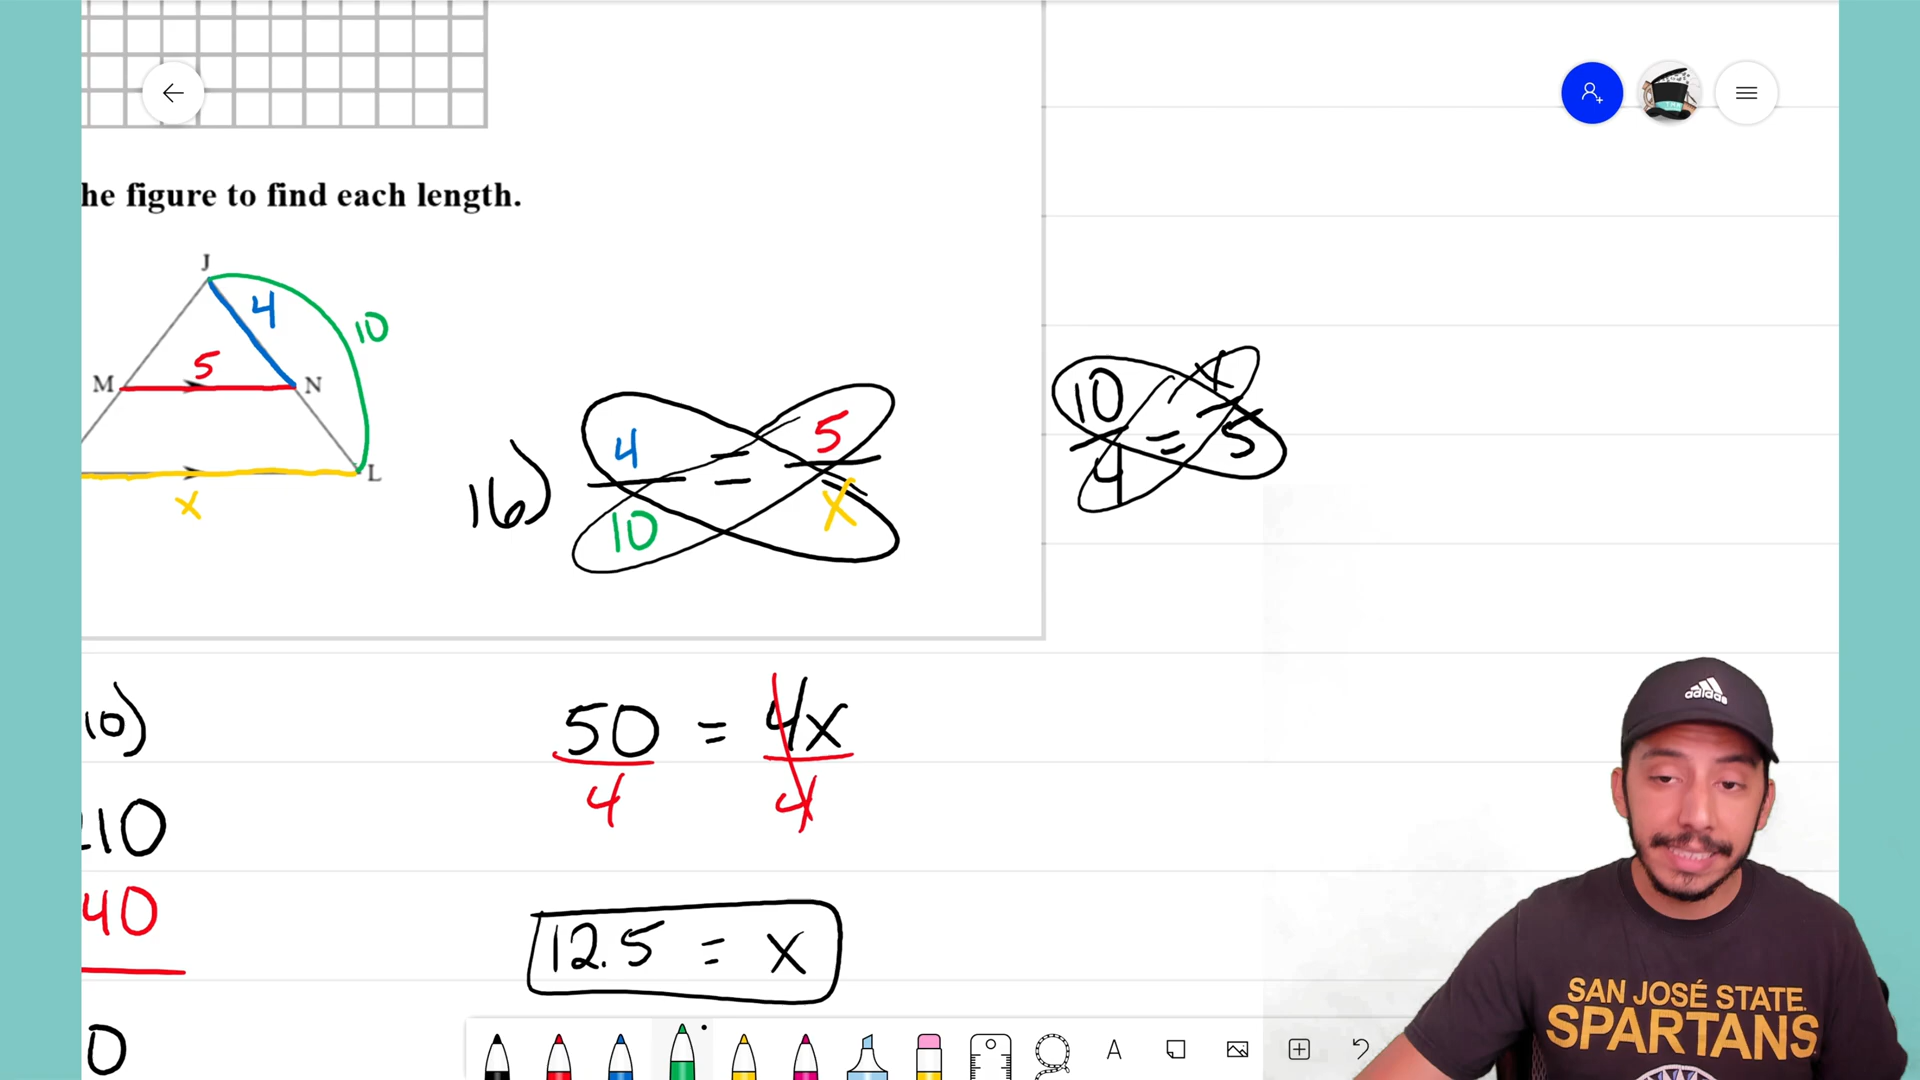 he figure to find each length.
J
4
10
5
M
N
L
x
16)
4
=
5
10
x
10
=
x
4
5
10)
50 = 4x
4
4
210
40
12.5 = x
0
A
adidas
SAN JOSÉ STATE
SPARTANS